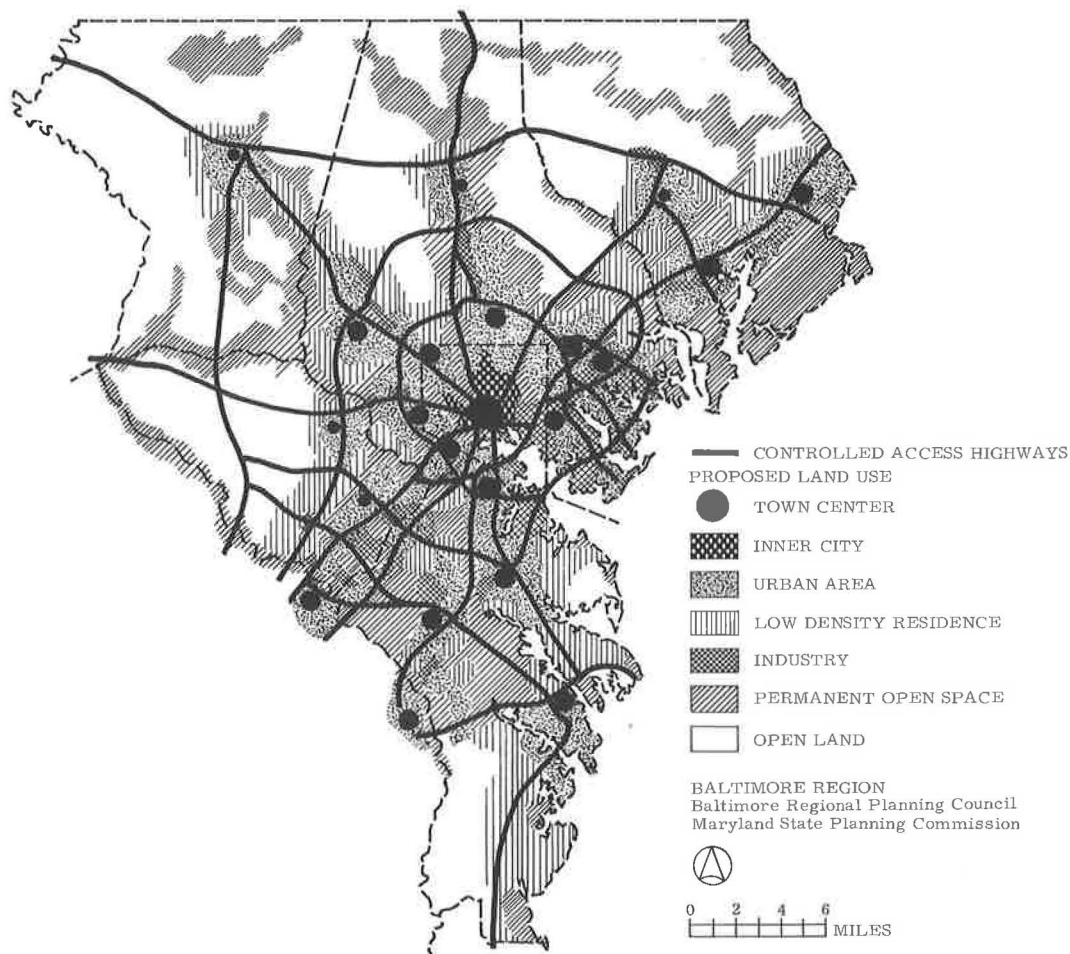 CONTROLLED ACCESS HIGHWAYS
PROPOSED LAND USE
TOWN CENTER
INNER CITY
URBAN AREA
LOW DENSITY RESIDENCE
INDUSTRY
PERMANENT OPEN SPACE
OPEN LAND
BALTIMORE REGION
Baltimore Regional Planning Council
Maryland State Planning Commission
0 2 4 6
MILES